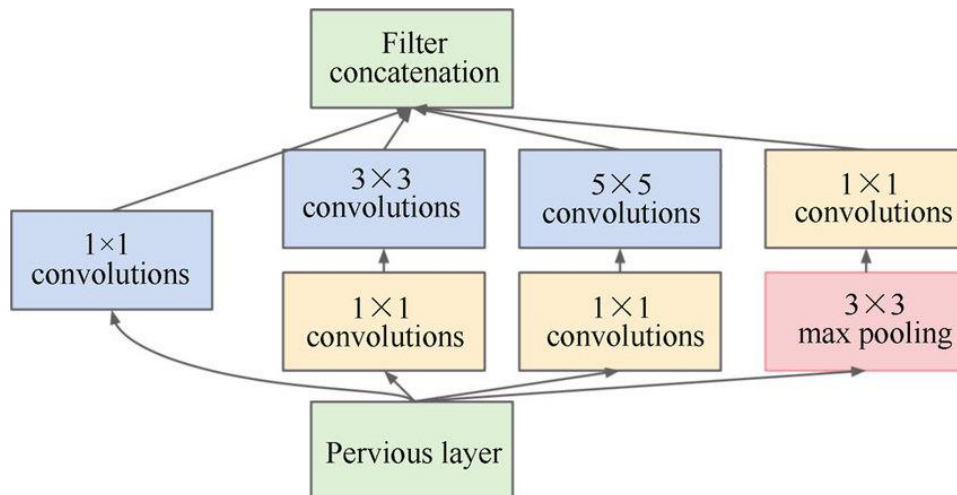 Filter
concatenation
3×3
convolutions
5×5
convolutions
1×1
convolutions
1×1
convolutions
1×1
convolutions
1×1
convolutions
3×3
max pooling
Pervious layer